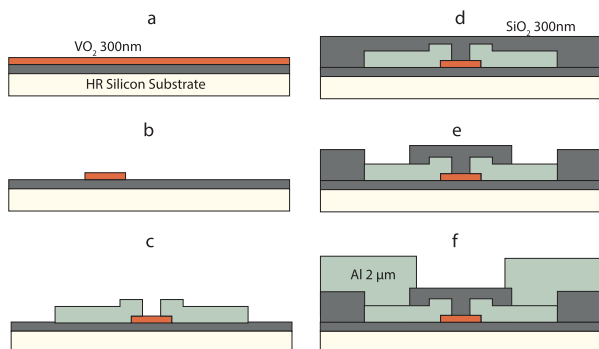 a
VO₂ 300nm
HR Silicon Substrate
b
c
d
SiO₂ 300nm
e
f
Al 2 μm